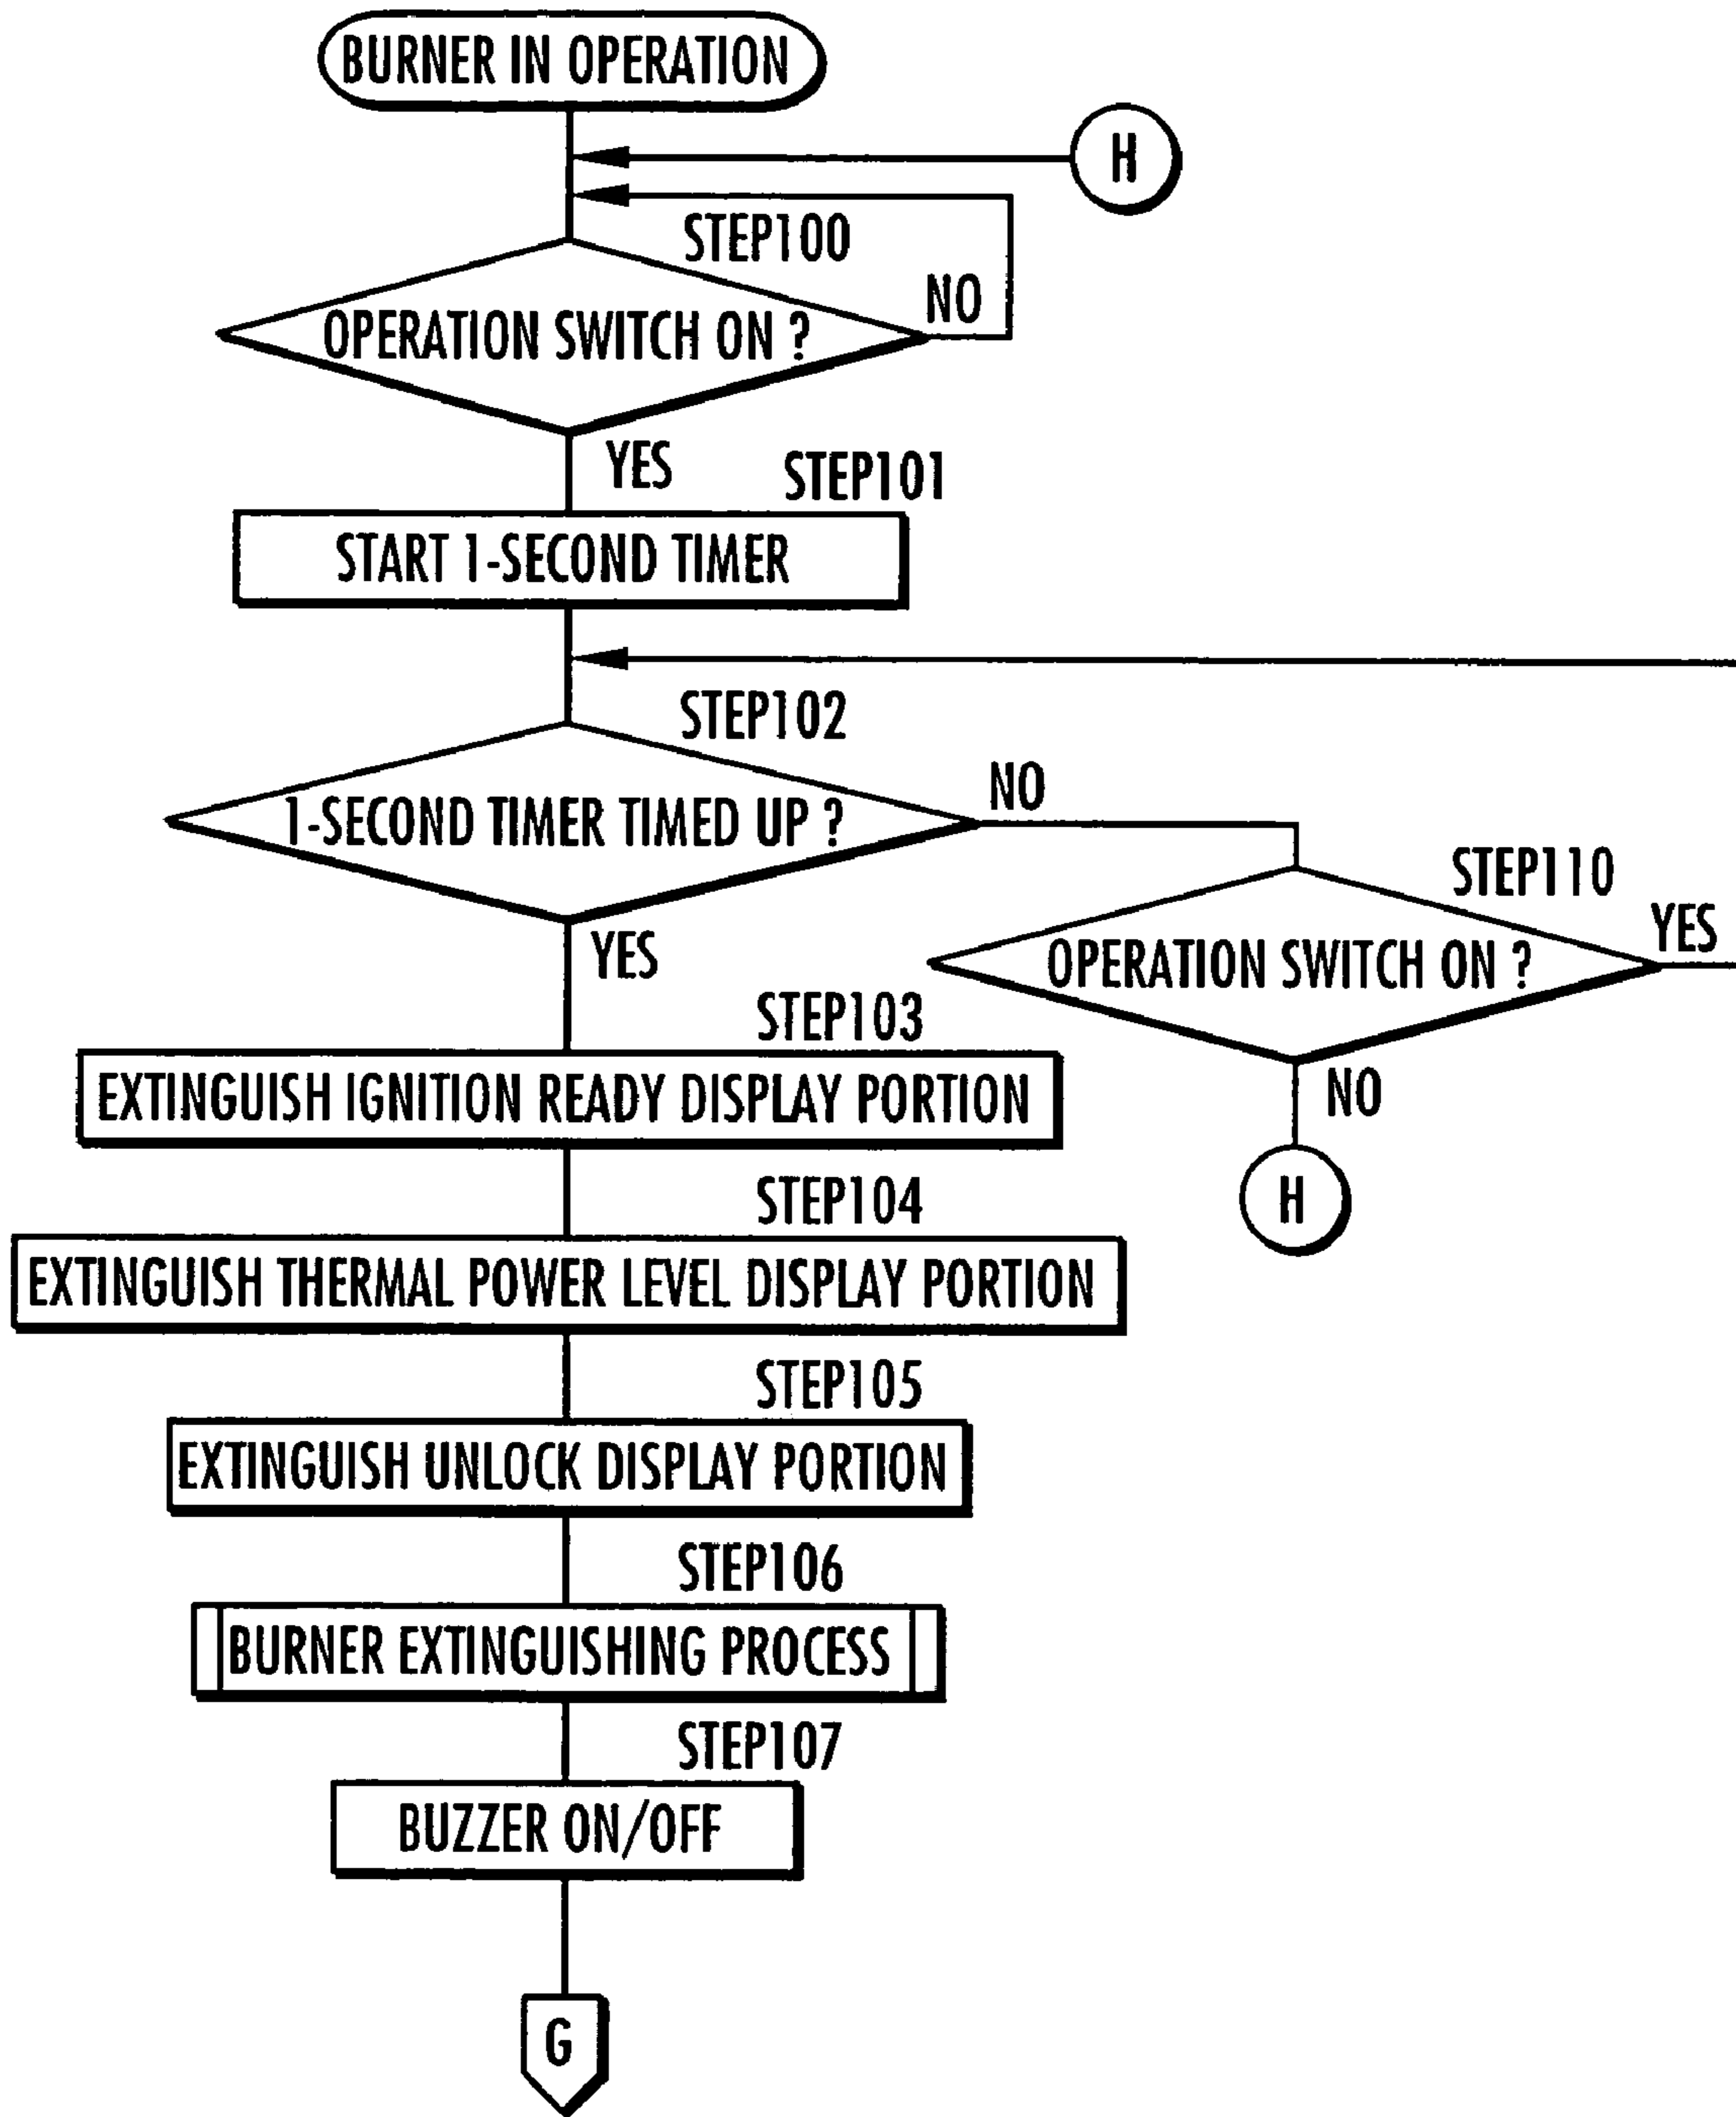 BURNER IN OPERATION
H
STEP100
NO
OPERATION SWITCH ON ?
YES
STEP101
START 1-SECOND TIMER
STEP102
NO
1-SECOND TIMER TIMED UP ?
STEP110
YES
OPERATION SWITCH ON ?
YES
STEP103
NO
EXTINGUISH IGNITION READY DISPLAY PORTION
STEP104
H
EXTINGUISH THERMAL POWER LEVEL DISPLAY PORTION
STEP105
EXTINGUISH UNLOCK DISPLAY PORTION
STEP106
BURNER EXTINGUISHING PROCESS
STEP107
BUZZER ON/OFF
G